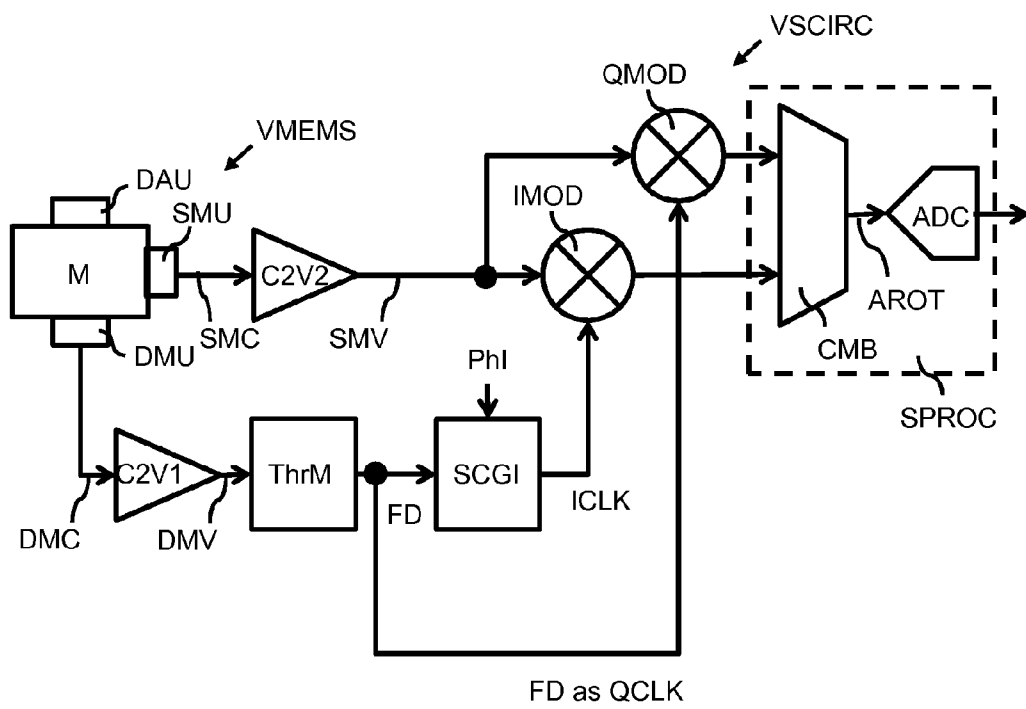 VSCIRC
QMOD
VMEMS
DAU
SMU
IMOD
M
C2V2
ADC
SMC
SMV
AROT
DMU
CMB
PhI
SPROC
C2V1
ThrM
SCGI
FD
ICLK
DMC
DMV
FD as QCLK